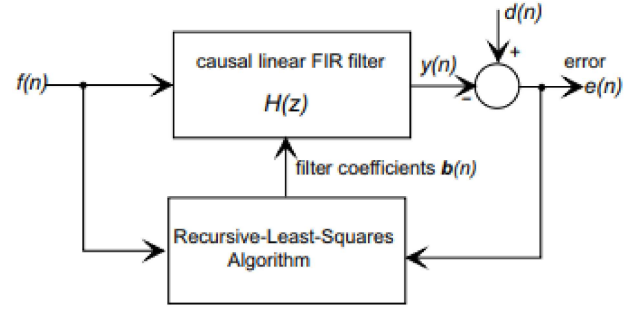 d(n)
causal linear FIR filter
y(n)
+
error
f(n)
H(z)
−
e(n)
filter coefficients b(n)
Recursive-Least-Squares
Algorithm